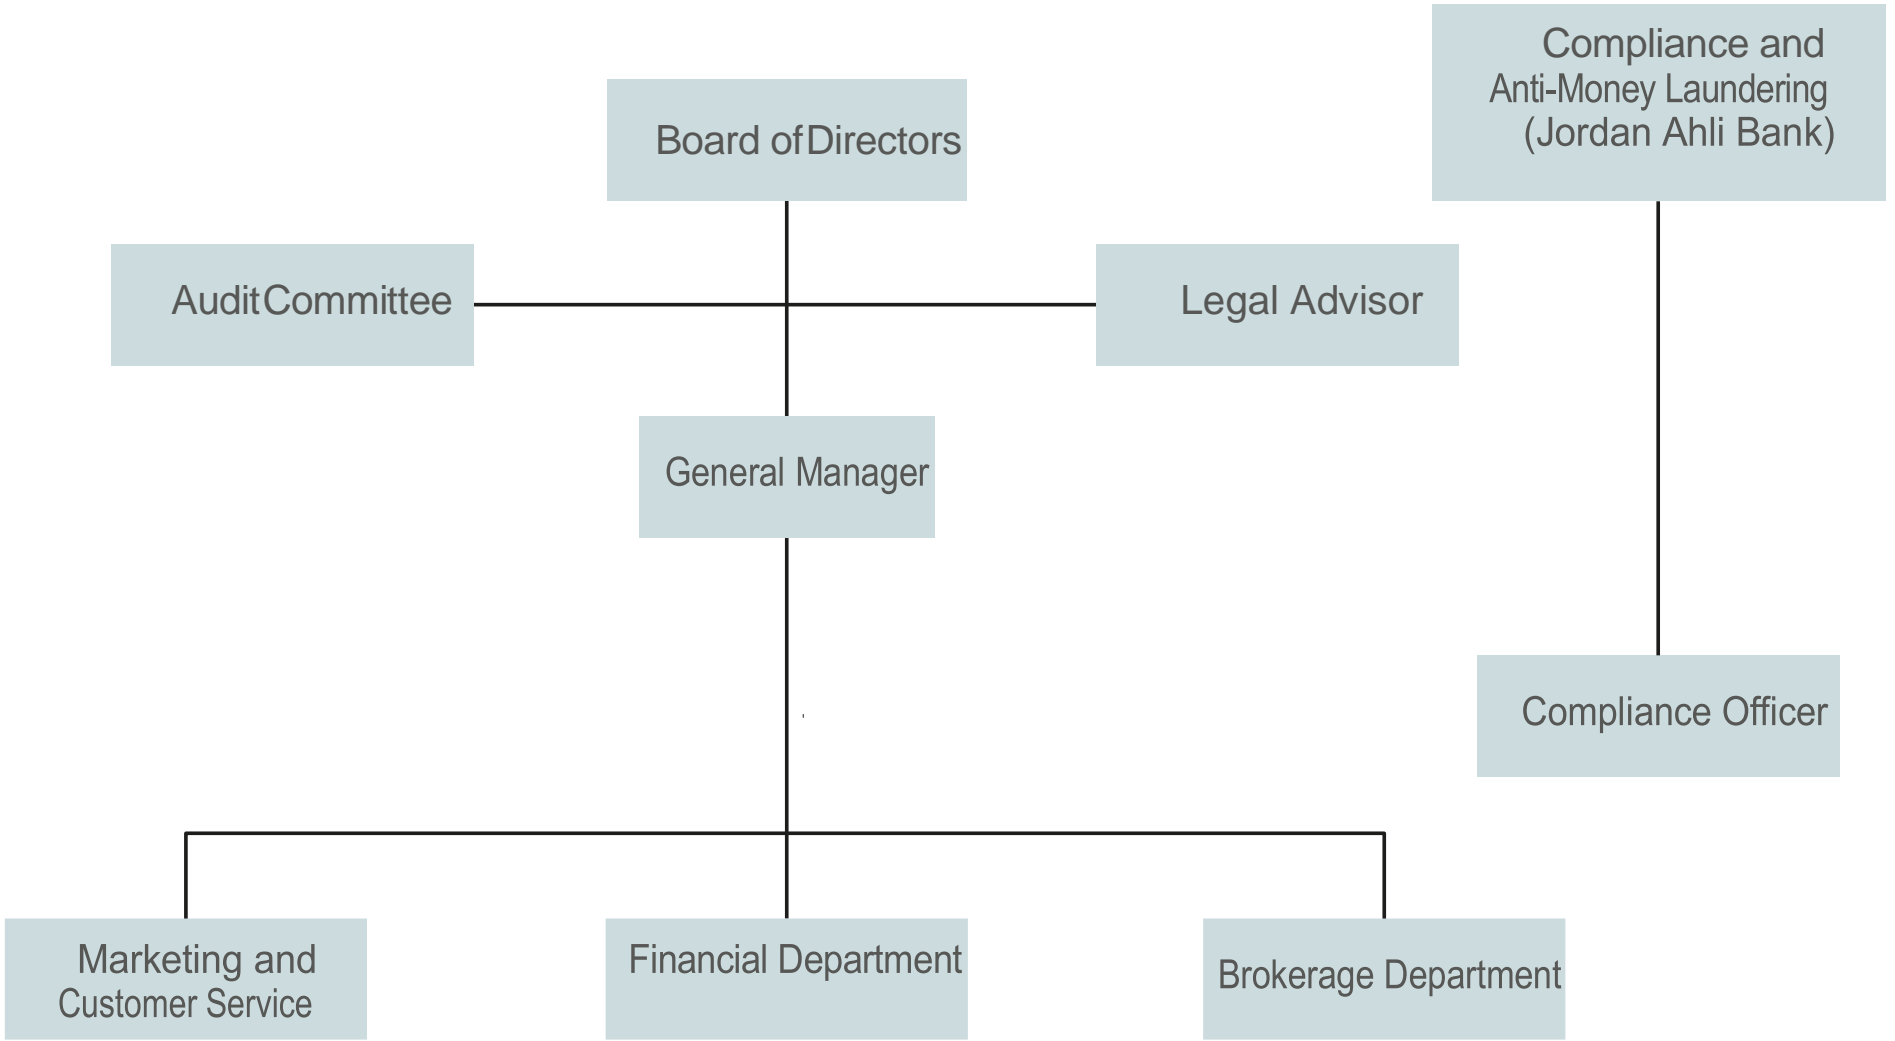 Compliance and
Anti-Money Laundering
(Jordan Ahli Bank)
Board of Directors
Audit Committee
Legal Advisor
General Manager
Compliance Officer
Marketing and
Customer Service
Financial Department
Brokerage Department